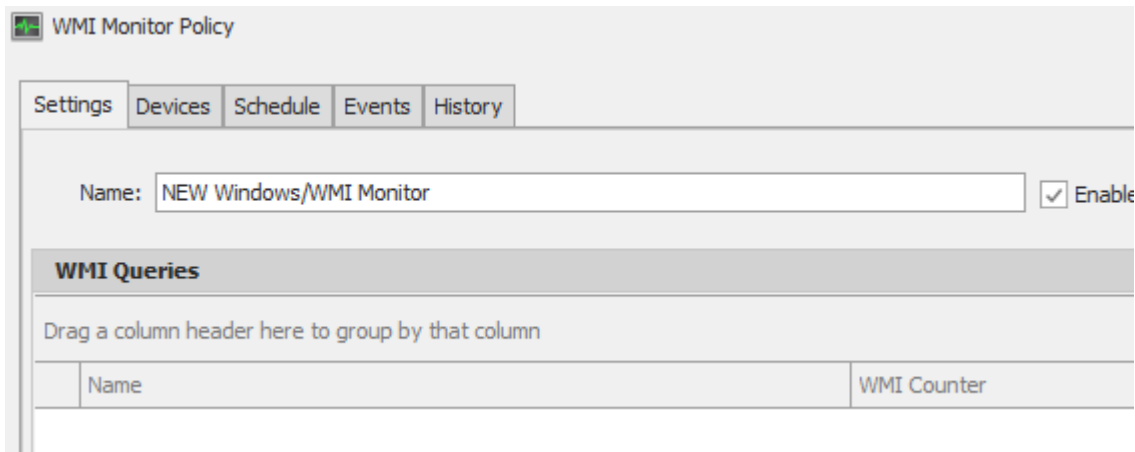 WMI Monitor Policy
Settings Devices Schedule Events History
Name: NEW Windows/WMI Monitor Enable
WMI Queries
Drag a column header here to group by that column
Name WMI Counter